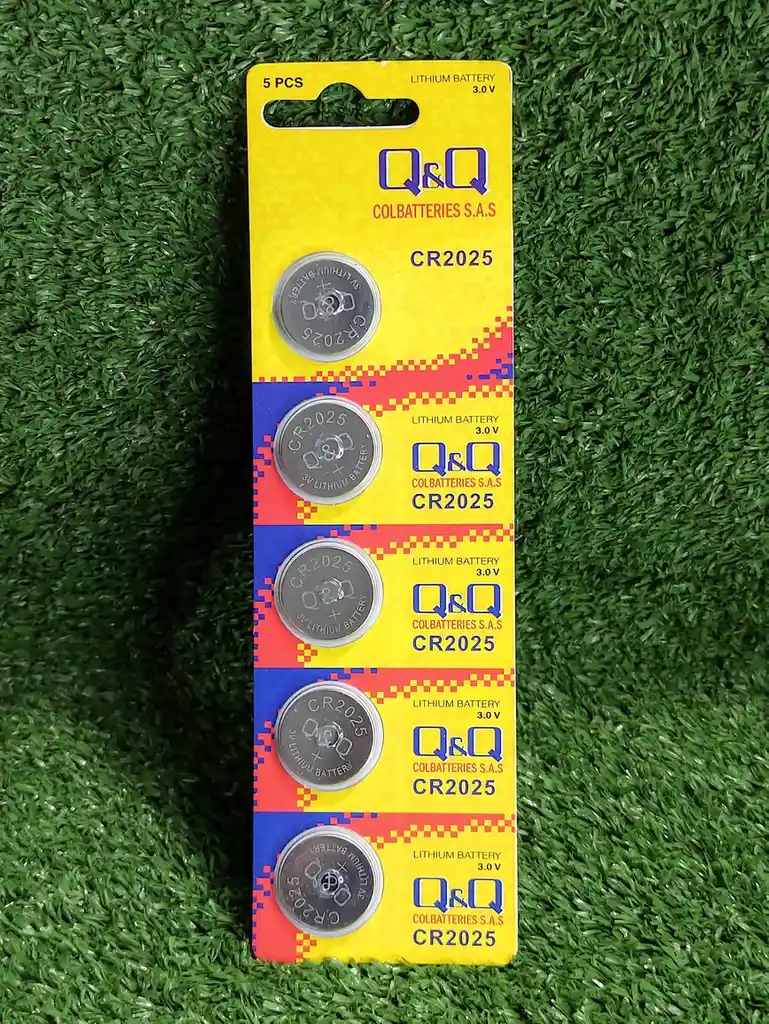 5 PCS
LITHIUM BATTERY
3.0 V
Q&Q
COLBATTERIES S.A.S
CR2025
3V LITHIUM BATTERY
Q&Q
CR2025
LITHIUM BATTERY
3.0 V
Q&Q
COLBATTERIES S.A.S
CR2025
CR2025
Q&Q
3V LITHIUM BATTERY
LITHIUM BATTERY
3.0 V
Q&Q
COLBATTERIES S.A.S
CR2025
CR2025
Q&Q
3V LITHIUM BATTERY
LITHIUM BATTERY
3.0 V
Q&Q
COLBATTERIES S.A.S
CR2025
CR2025
Q&Q
3V LITHIUM BATTERY
LITHIUM BATTERY
3.0 V
Q&Q
COLBATTERIES S.A.S
CR2025
3V LITHIUM BATTERY
Q&Q
CR2025